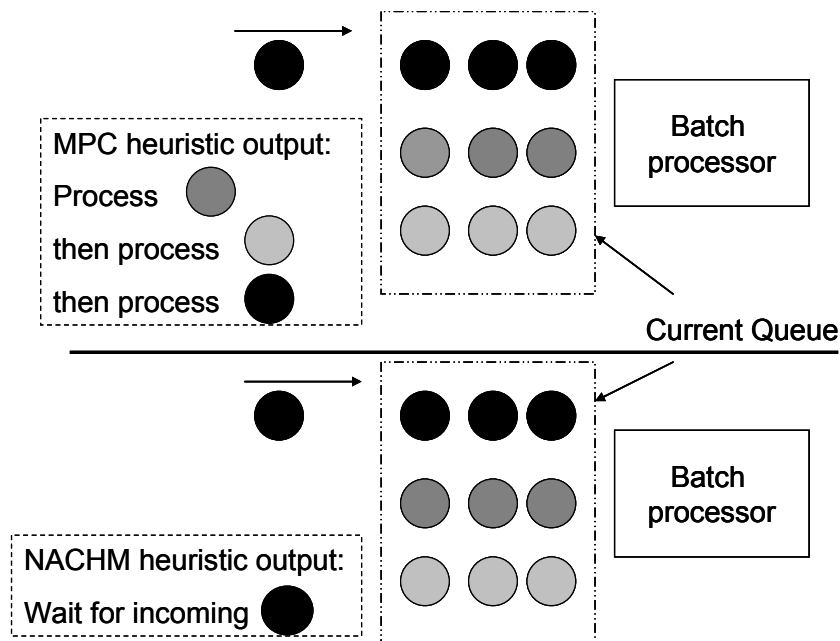 MPC heuristic output:
Process
then process
then process
Batch
processor
Current Queue
NACHM heuristic output:
Wait for incoming
Batch
processor